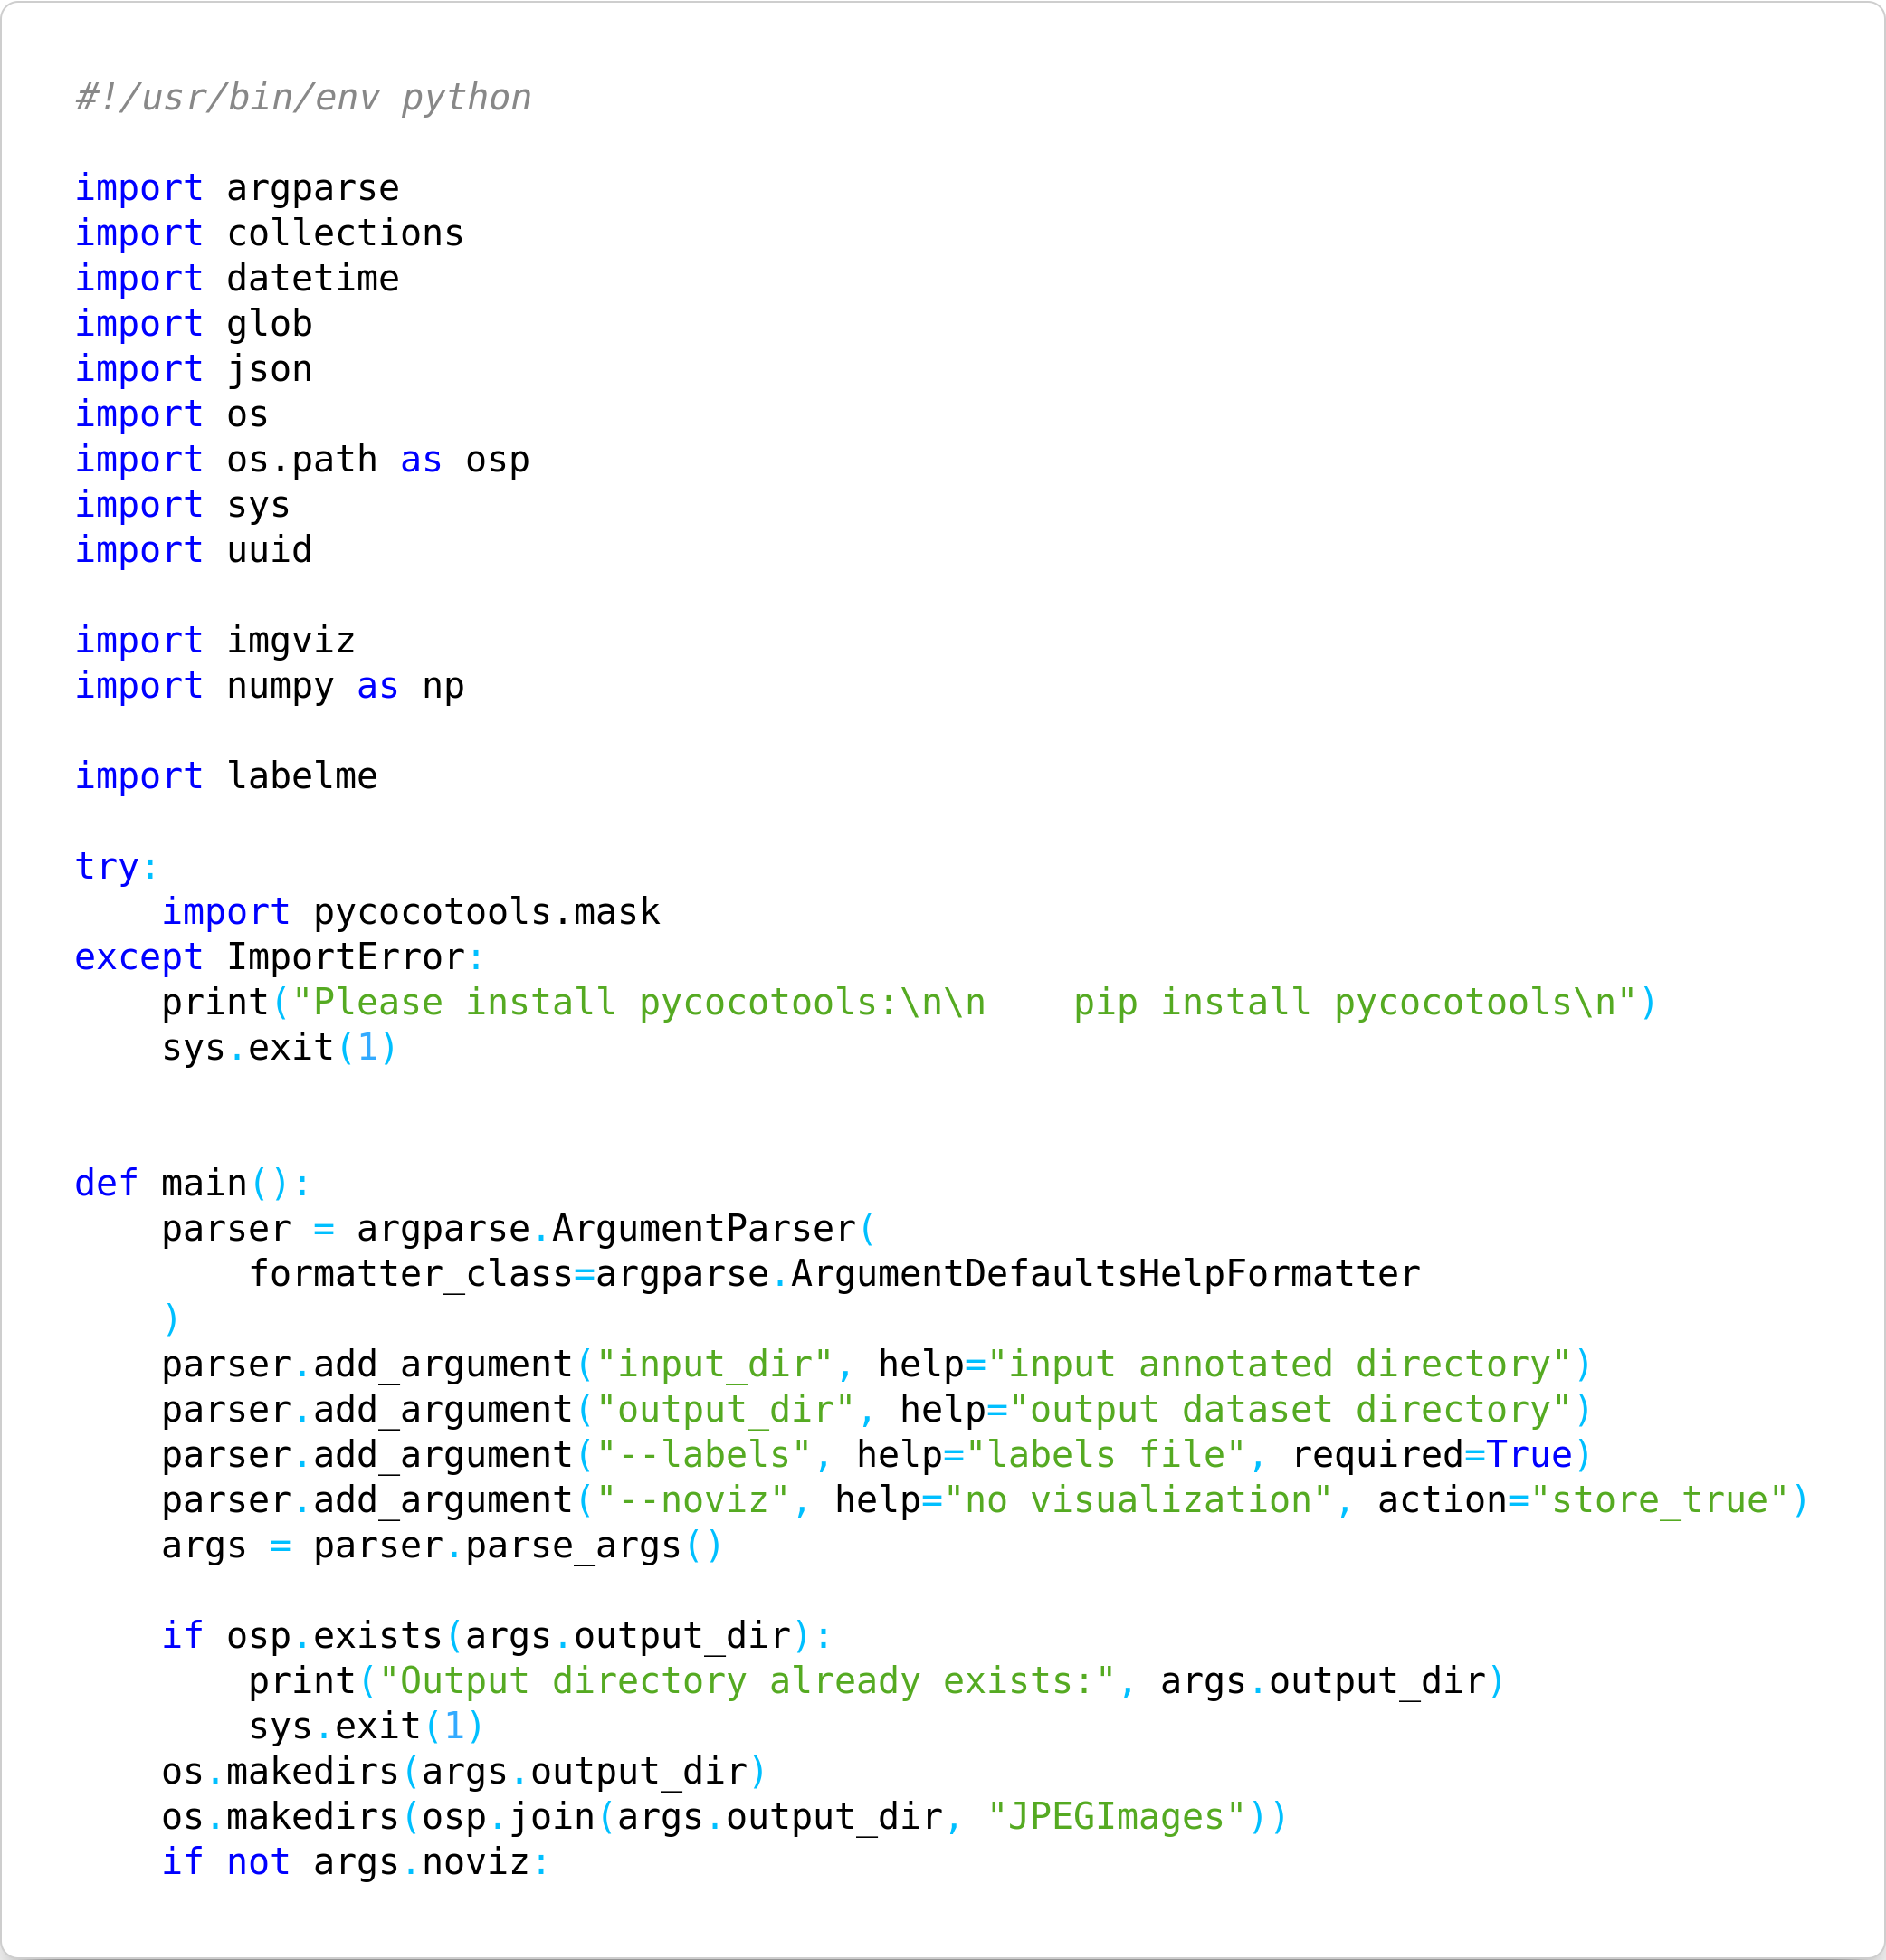 #!/usr/bin/env python

import argparse
import collections
import datetime
import glob
import json
import os
import os.path as osp
import sys
import uuid

import imgviz
import numpy as np

import labelme

try:
    import pycocotools.mask
except ImportError:
    print("Please install pycocotools:\n\n    pip install pycocotools\n")
    sys.exit(1)


def main():
    parser = argparse.ArgumentParser(
        formatter_class=argparse.ArgumentDefaultsHelpFormatter
    )
    parser.add_argument("input_dir", help="input annotated directory")
    parser.add_argument("output_dir", help="output dataset directory")
    parser.add_argument("--labels", help="labels file", required=True)
    parser.add_argument("--noviz", help="no visualization", action="store_true")
    args = parser.parse_args()

    if osp.exists(args.output_dir):
        print("Output directory already exists:", args.output_dir)
        sys.exit(1)
    os.makedirs(args.output_dir)
    os.makedirs(osp.join(args.output_dir, "JPEGImages"))
    if not args.noviz: